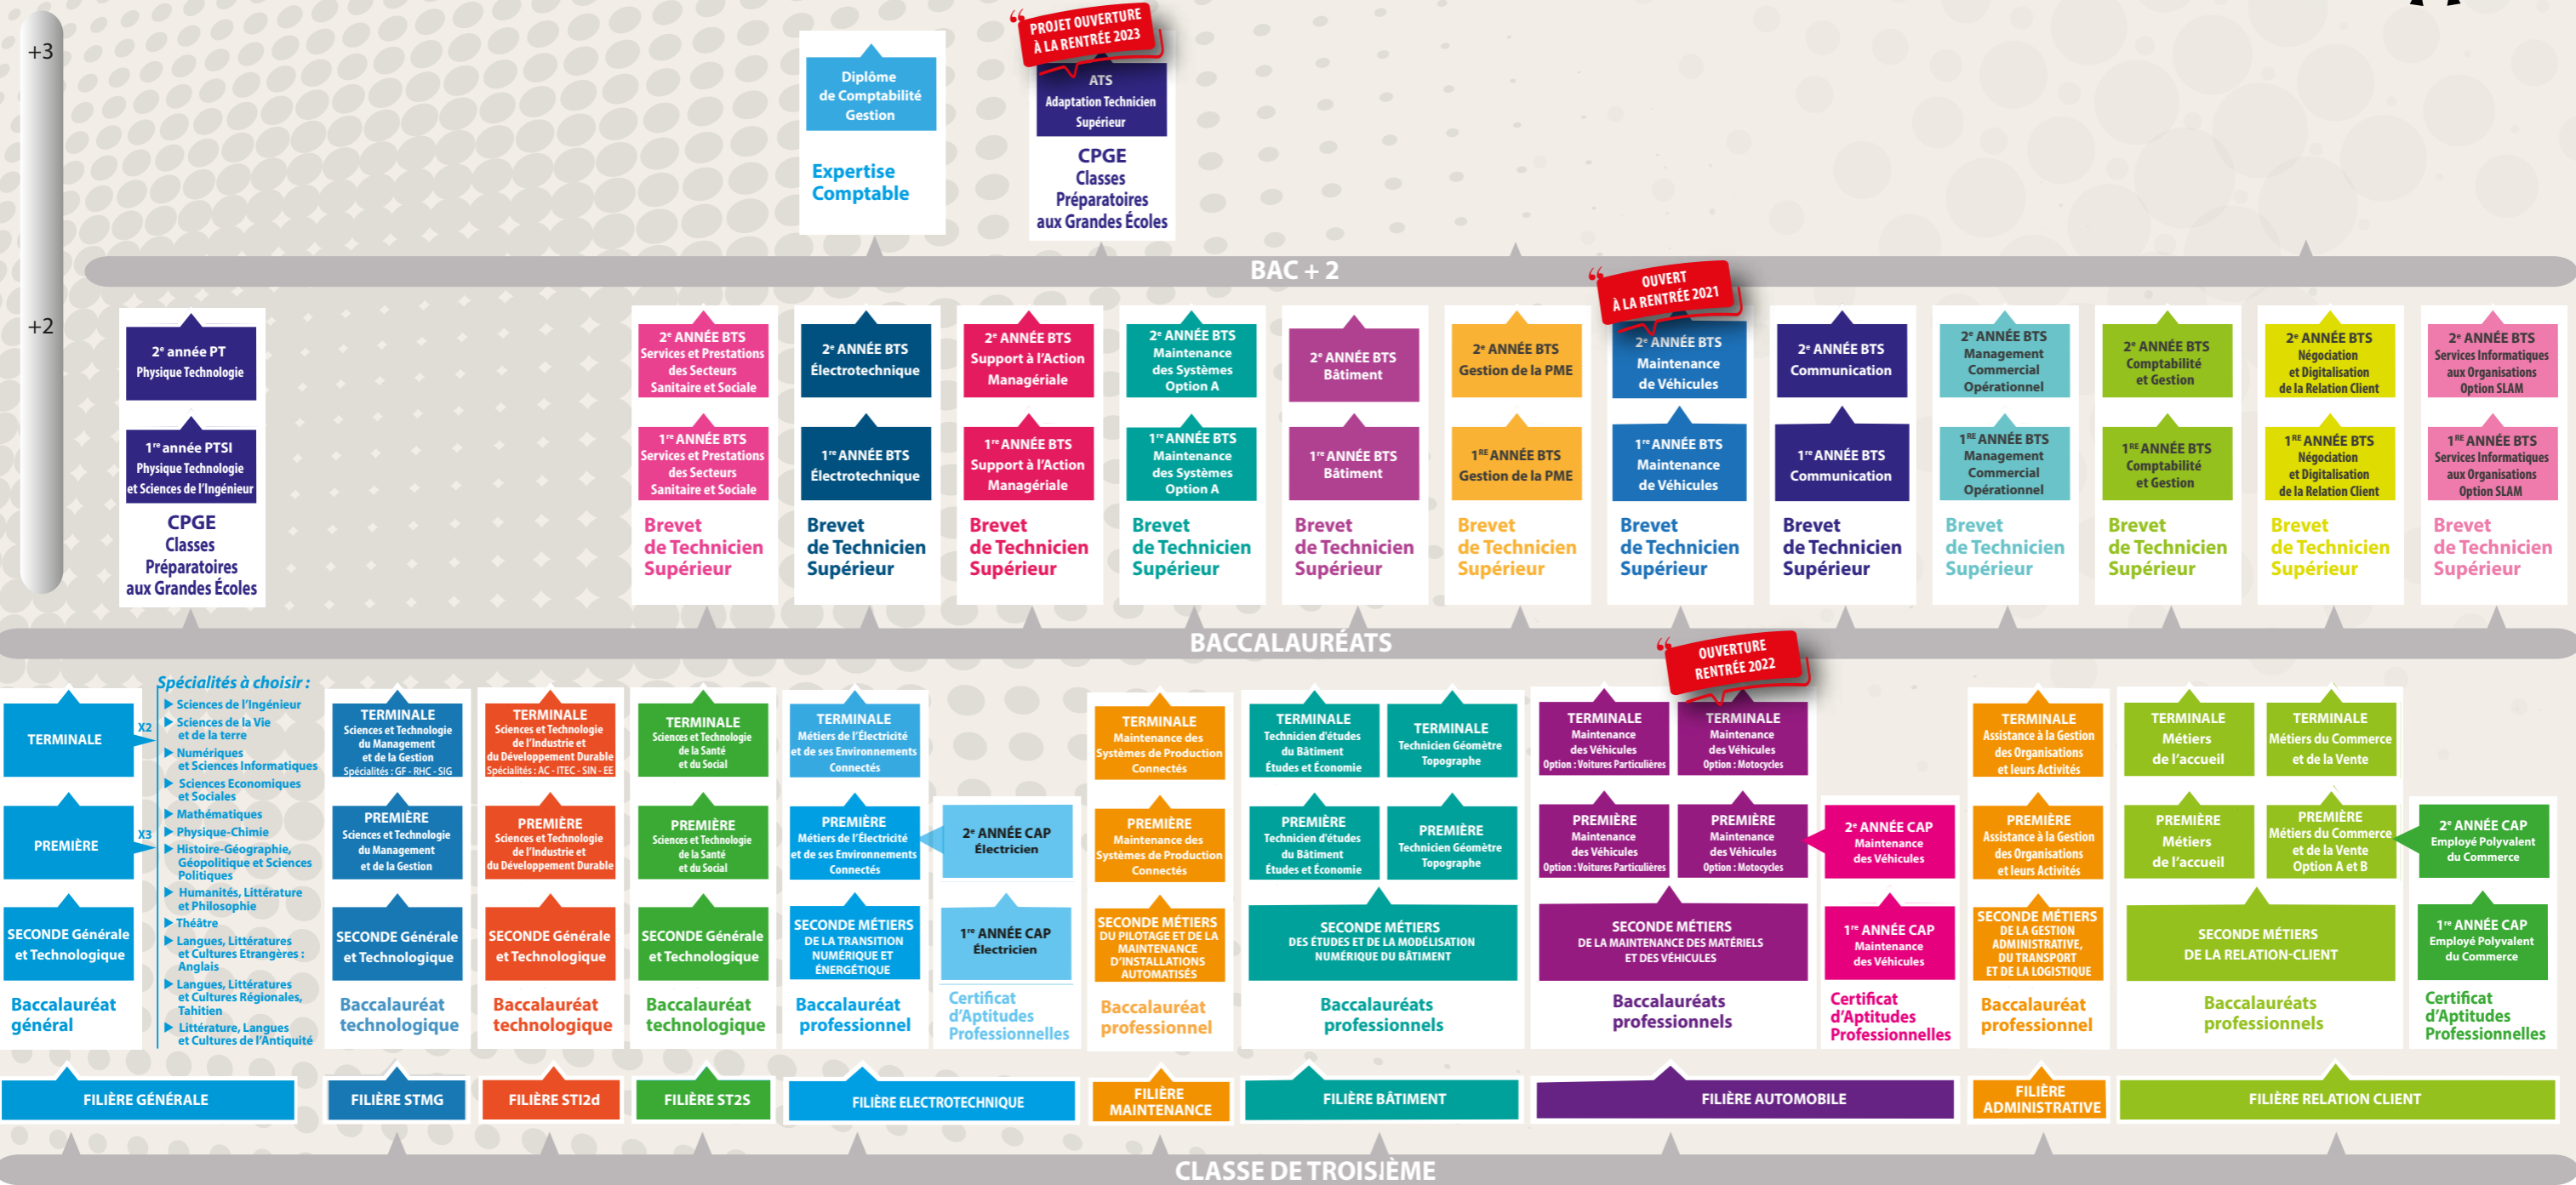 +3
“ PROJET OUVERTURE
À LA RENTRÉE 2023
Diplôme
de Comptabilité
Gestion
Expertise
Comptable
ATS
Adaptation Technicien
Supérieur
CPGE
Classes
Préparatoires
aux Grandes Écoles
BAC + 2
+2
2e année PT
Physique Technologie
1re année PTSI
Physique Technologie
et Sciences de l'Ingénieur
CPGE
Classes
Préparatoires
aux Grandes Écoles
2e ANNÉE BTS
Services et Prestations
des Secteurs
Sanitaire et Sociale
1re ANNÉE BTS
Services et Prestations
des Secteurs
Sanitaire et Sociale
Brevet
de Technicien
Supérieur
2e ANNÉE BTS
Électrotechnique
1re ANNÉE BTS
Électrotechnique
Brevet
de Technicien
Supérieur
2e ANNÉE BTS
Support à l'Action
Managériale
1re ANNÉE BTS
Support à l'Action
Managériale
Brevet
de Technicien
Supérieur
2e ANNÉE BTS
Maintenance
des Systèmes
Option A
1re ANNÉE BTS
Maintenance
des Systèmes
Option A
Brevet
de Technicien
Supérieur
2e ANNÉE BTS
Bâtiment
1re ANNÉE BTS
Bâtiment
Brevet
de Technicien
Supérieur
2e ANNÉE BTS
Gestion de la PME
1RE ANNÉE BTS
Gestion de la PME
Brevet
de Technicien
Supérieur
“ OUVERT
À LA RENTRÉE 2021
2e ANNÉE BTS
Maintenance
de Véhicules
1re ANNÉE BTS
Maintenance
de Véhicules
Brevet
de Technicien
Supérieur
2e ANNÉE BTS
Communication
1re ANNÉE BTS
Communication
Brevet
de Technicien
Supérieur
2e ANNÉE BTS
Management
Commercial
Opérationnel
1RE ANNÉE BTS
Management
Commercial
Opérationnel
Brevet
de Technicien
Supérieur
2e ANNÉE BTS
Comptabilité
et Gestion
1RE ANNÉE BTS
Comptabilité
et Gestion
Brevet
de Technicien
Supérieur
2e ANNÉE BTS
Négociation
et Digitalisation
de la Relation Client
1RE ANNÉE BTS
Négociation
et Digitalisation
de la Relation Client
Brevet
de Technicien
Supérieur
2e ANNÉE BTS
Services Informatiques
aux Organisations
Option SLAM
1RE ANNÉE BTS
Services Informatiques
aux Organisations
Option SLAM
Brevet
de Technicien
Supérieur
BACCALAURÉATS
TERMINALE
X2
PREMIÈRE
X3
SECONDE Générale
et Technologique
Baccalauréat
général
Spécialités à choisir :
▶ Sciences de l'Ingénieur
▶ Sciences de la Vie
et de la terre
▶ Numériques
et Sciences Informatiques
▶ Sciences Economiques
et Sociales
▶ Mathématiques
▶ Physique-Chimie
▶ Histoire-Géographie,
Géopolitique et Sciences
Politiques
▶ Humanités, Littérature
et Philosophie
▶ Théâtre
▶ Langues, Littératures
et Cultures Etrangères :
Anglais
▶ Langues, Littératures
et Cultures Régionales,
Tahitien
▶ Littérature, Langues
et Cultures de l'Antiquité
TERMINALE
Sciences et Technologie
du Management
et de la Gestion
Spécialités : GF - RHC - SIG
PREMIÈRE
Sciences et Technologie
du Management
et de la Gestion
SECONDE Générale
et Technologique
Baccalauréat
technologique
TERMINALE
Sciences et Technologie
de l'Industrie et
du Développement Durable
Spécialités : AC - ITEC - SIN - EE
PREMIÈRE
Sciences et Technologie
de l'Industrie et
du Développement Durable
SECONDE Générale
et Technologique
Baccalauréat
technologique
TERMINALE
Sciences et Technologie
de la Santé
et du Social
PREMIÈRE
Sciences et Technologie
de la Santé
et du Social
SECONDE Générale
et Technologique
Baccalauréat
technologique
TERMINALE
Métiers de l'Électricité
et de ses Environnements
Connectés
PREMIÈRE
Métiers de l'Électricité
et de ses Environnements
Connectés
SECONDE MÉTIERS
DE LA TRANSITION
NUMÉRIQUE ET
ÉNERGÉTIQUE
Baccalauréat
professionnel
2e ANNÉE CAP
Électricien
1re ANNÉE CAP
Électricien
Certificat
d'Aptitudes
Professionnelles
TERMINALE
Maintenance des
Systèmes de Production
Connectés
PREMIÈRE
Maintenance des
Systèmes de Production
Connectés
SECONDE MÉTIERS
DU PILOTAGE ET DE LA
MAINTENANCE
D'INSTALLATIONS
AUTOMATISÉS
Baccalauréat
professionnel
TERMINALE
Technicien d'études
du Bâtiment
Études et Économie
TERMINALE
Technicien Géomètre
Topographe
PREMIÈRE
Technicien d'études
du Bâtiment
Études et Économie
PREMIÈRE
Technicien Géomètre
Topographe
SECONDE MÉTIERS
DES ÉTUDES ET DE LA MODÉLISATION
NUMÉRIQUE DU BÂTIMENT
Baccalauréats
professionnels
“ OUVERTURE
RENTRÉE 2022
TERMINALE
Maintenance
des Véhicules
Option : Voitures Particulières
TERMINALE
Maintenance
des Véhicules
Option : Motocycles
PREMIÈRE
Maintenance
des Véhicules
Option : Voitures Particulières
PREMIÈRE
Maintenance
des Véhicules
Option : Motocycles
SECONDE MÉTIERS
DE LA MAINTENANCE DES MATÉRIELS
ET DES VÉHICULES
Baccalauréats
professionnels
2e ANNÉE CAP
Maintenance
des Véhicules
1re ANNÉE CAP
Maintenance
des Véhicules
Certificat
d'Aptitudes
Professionnelles
TERMINALE
Assistance à la Gestion
des Organisations
et leurs Activités
PREMIÈRE
Assistance à la Gestion
des Organisations
et leurs Activités
SECONDE MÉTIERS
DE LA GESTION
ADMINISTRATIVE,
DU TRANSPORT
ET DE LA LOGISTIQUE
Baccalauréat
professionnel
TERMINALE
Métiers
de l'accueil
TERMINALE
Métiers du Commerce
et de la Vente
PREMIÈRE
Métiers
de l'accueil
PREMIÈRE
Métiers du Commerce
et de la Vente
Option A et B
SECONDE MÉTIERS
DE LA RELATION-CLIENT
Baccalauréats
professionnels
2e ANNÉE CAP
Employé Polyvalent
du Commerce
1re ANNÉE CAP
Employé Polyvalent
du Commerce
Certificat
d'Aptitudes
Professionnelles
FILIÈRE GÉNÉRALE
FILIÈRE STMG
FILIÈRE STI2d
FILIÈRE ST2S
FILIÈRE ELECTROTECHNIQUE
FILIÈRE
MAINTENANCE
FILIÈRE BÂTIMENT
FILIÈRE AUTOMOBILE
FILIÈRE
ADMINISTRATIVE
FILIÈRE RELATION CLIENT
CLASSE DE TROISIÈME